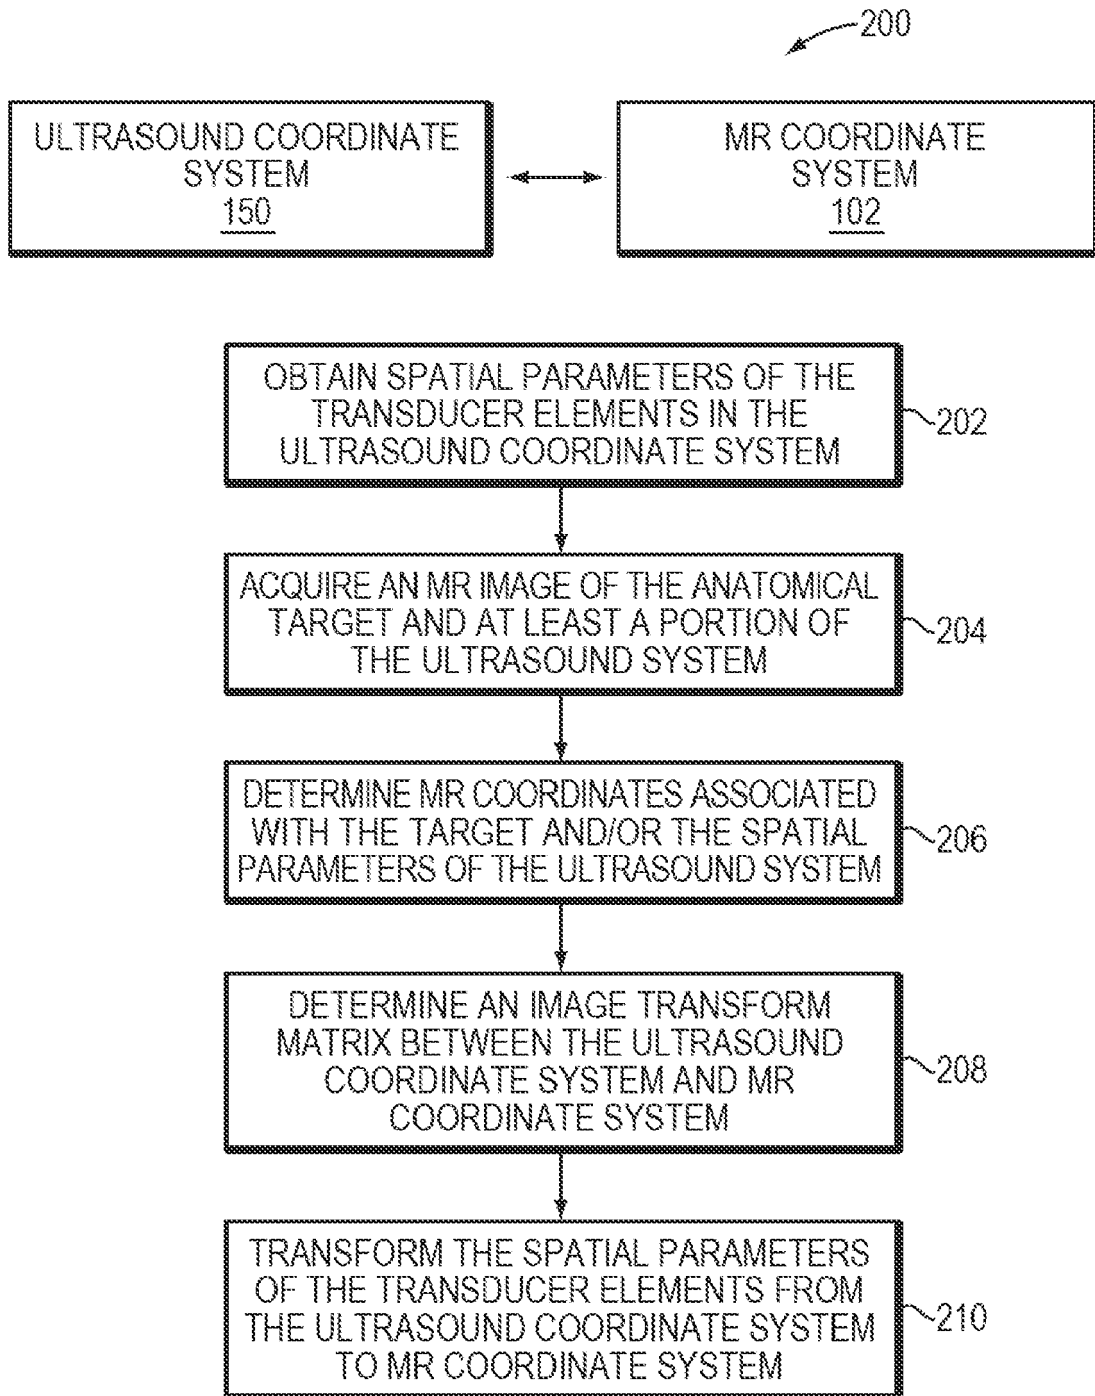 200
ULTRASOUND COORDINATE
SYSTEM
150
MR COORDINATE
SYSTEM
102
OBTAIN SPATIAL PARAMETERS OF THE
TRANSDUCER ELEMENTS IN THE
ULTRASOUND COORDINATE SYSTEM
202
ACQUIRE AN MR IMAGE OF THE ANATOMICAL
TARGET AND AT LEAST A PORTION OF
THE ULTRASOUND SYSTEM
204
DETERMINE MR COORDINATES ASSOCIATED
WITH THE TARGET AND/OR THE SPATIAL
PARAMETERS OF THE ULTRASOUND SYSTEM
206
DETERMINE AN IMAGE TRANSFORM
MATRIX BETWEEN THE ULTRASOUND
COORDINATE SYSTEM AND MR
COORDINATE SYSTEM
208
TRANSFORM THE SPATIAL PARAMETERS
OF THE TRANSDUCER ELEMENTS FROM
THE ULTRASOUND COORDINATE SYSTEM
TO MR COORDINATE SYSTEM
210